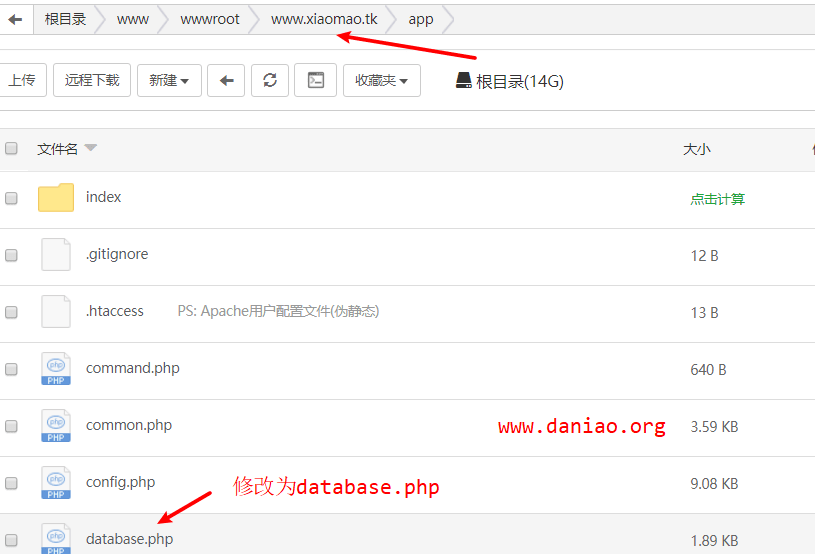 根目录 www wwwroot www.xiaomao.tk app
上传 远程下载 新建 收藏夹 根目录(14G)
文件名 大小
index 点击计算
.gitignore 12 B
.htaccess PS: Apache用户配置文件(伪静态) 13 B
PHP command.php 640 B
PHP common.php www.daniao.org 3.59 KB
PHP config.php 修改为database.php 9.08 KB
PHP database.php 1.89 KB